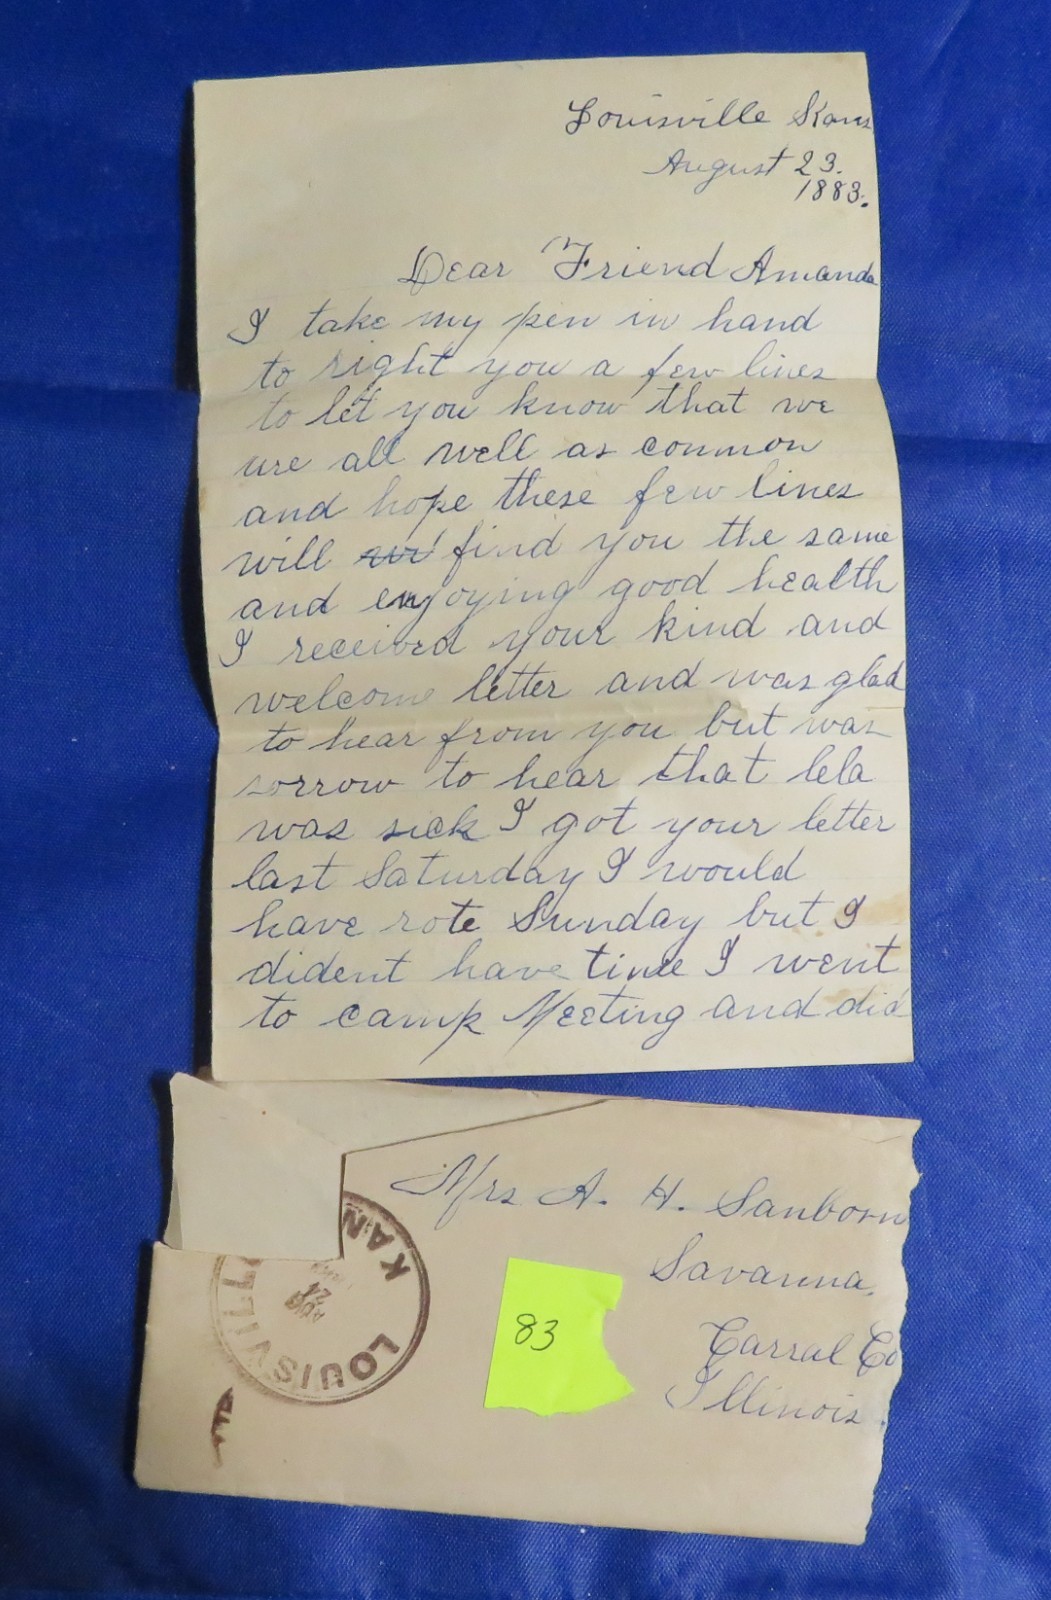 Louisville Kans
August 23.
1883.
Dear Friend Amanda
I take my pen in hand
to right you a few lines
to let you know that we
are all well as common
and hope these few lines
will find you the same
and enjoying good health
I received your kind and
welcome letter and was glad
to hear from you but was
sorrow to hear that lela
was sick I got your letter
last Saturday I would
have rote Sunday but I
dident have time I went
to camp Meeting and did
Mrs A. H. Sanborn
Savanna.
Carral Co
Illinois.
LOUISVILL
KAN
83